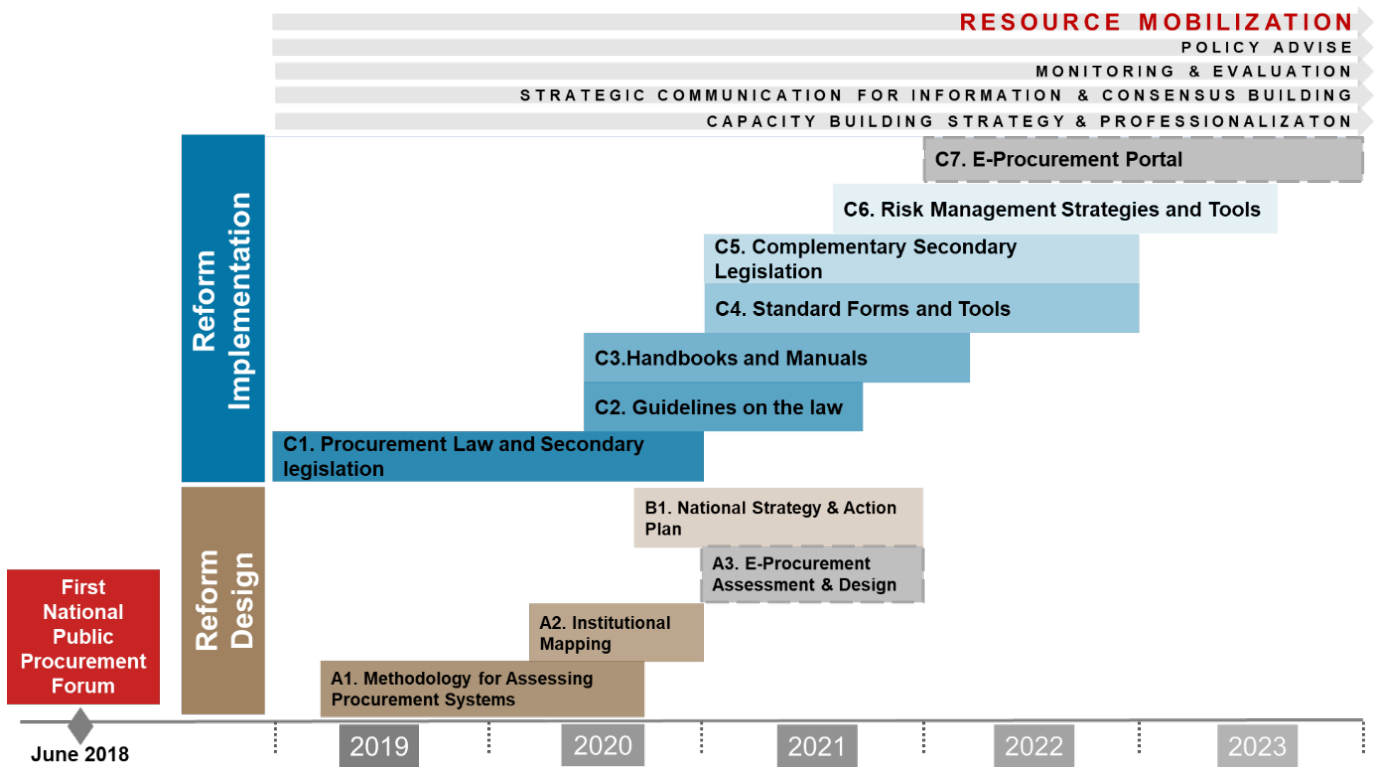 RESOURCE MOBILIZATION
POLICY ADVISE
MONITORING & EVALUATION
STRATEGIC COMMUNICATION FOR INFORMATION & CONSENSUS BUILDING
CAPACITY BUILDING STRATEGY & PROFESSIONALIZATON
Reform
Implementation
C7. E-Procurement Portal
C6. Risk Management Strategies and Tools
C5. Complementary Secondary
Legislation
C4. Standard Forms and Tools
C3.Handbooks and Manuals
C2. Guidelines on the law
C1. Procurement Law and Secondary
legislation
Reform
Design
B1. National Strategy & Action
Plan
A3. E-Procurement
Assessment & Design
A2. Institutional
Mapping
A1. Methodology for Assessing
Procurement Systems
First
National
Public
Procurement
Forum
June 2018
2019
2020
2021
2022
2023